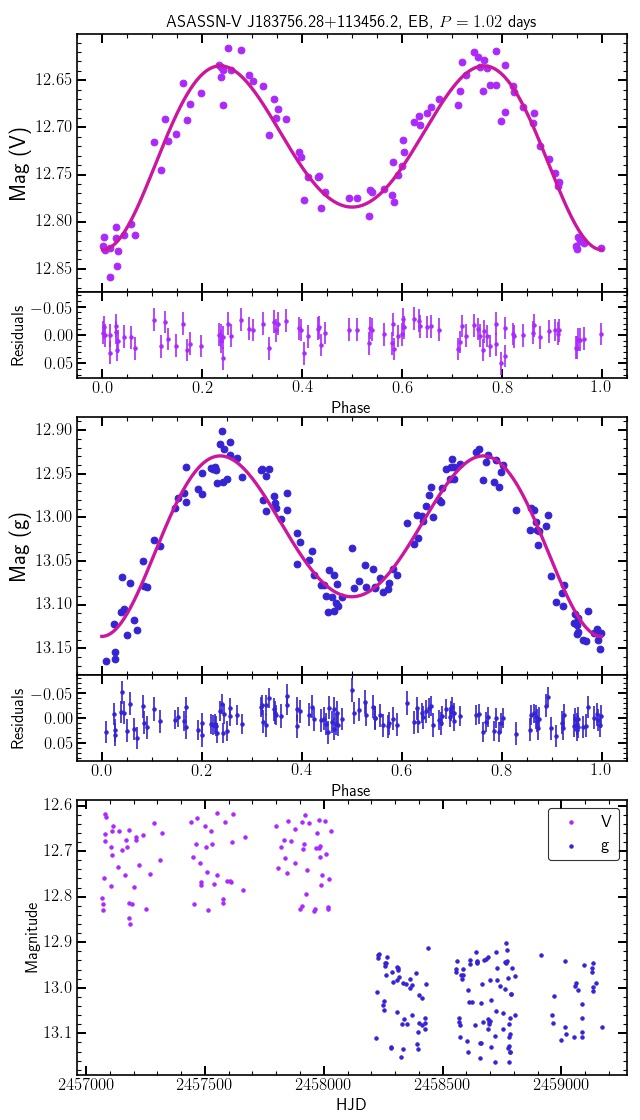 ASASSN-V J183756.28+113456.2, EB, P = 1.02 days
12.65
12.70
12.75
12.80
12.85
Mag (V)
−0.05
0.00
0.05
Residuals
0.0 0.2 0.4 0.6 0.8 1.0
Phase
12.90
12.95
13.00
13.05
13.10
13.15
Mag (g)
−0.05
0.00
0.05
Residuals
0.0 0.2 0.4 0.6 0.8 1.0
Phase
12.6
12.7
12.8
12.9
13.0
13.1
Magnitude
V
g
2457000 2457500 2458000 2458500 2459000
HJD